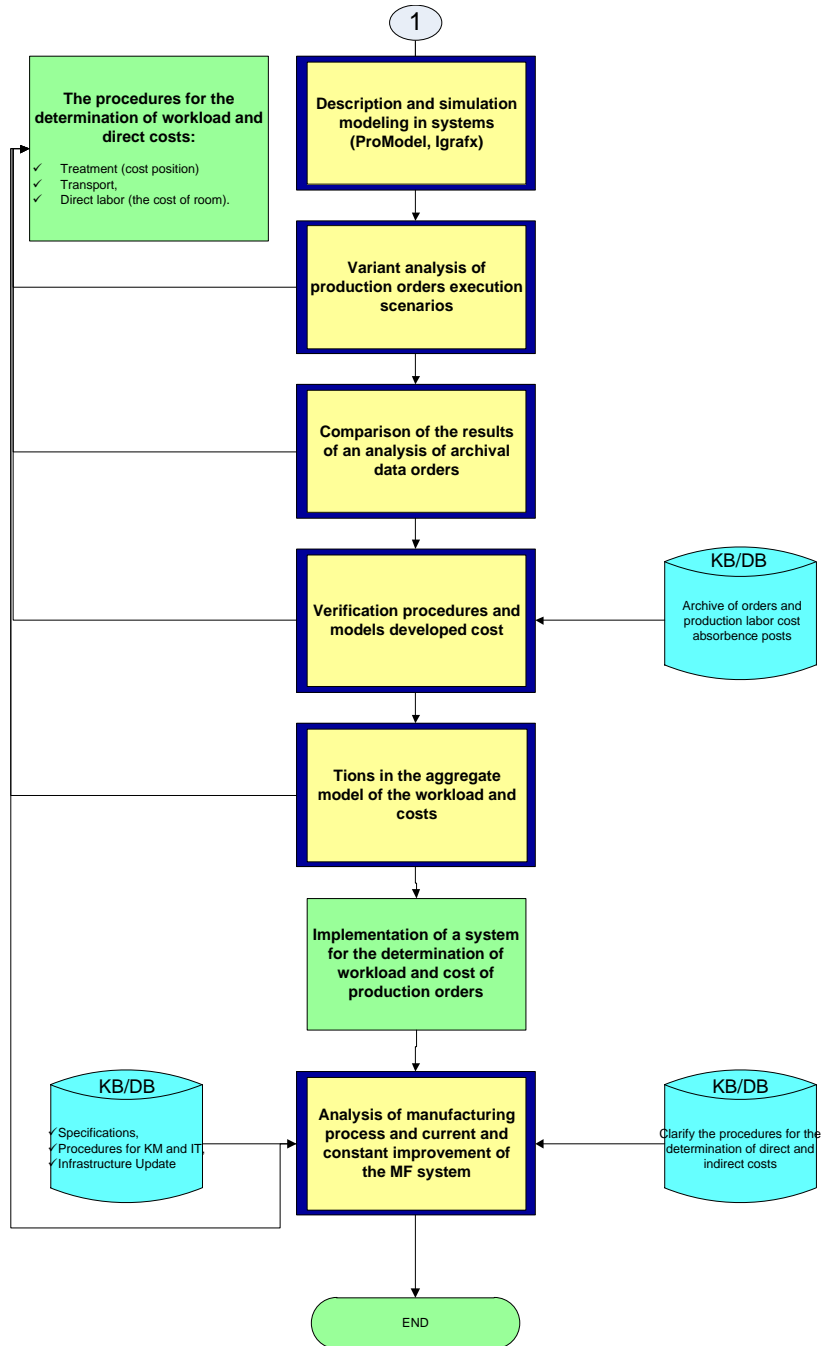 1
The procedures for the
determination of workload and
direct costs:
✓ Treatment (cost position)
✓ Transport,
✓ Direct labor (the cost of room).
Description and simulation
modeling in systems
(ProModel, Igrafx)
Variant analysis of
production orders execution
scenarios
Comparison of the results
of an analysis of archival
data orders
Verification procedures and
models developed cost
KB/DB
Archive of orders and
production labor cost
absorbence posts
Tions in the aggregate
model of the workload and
costs
Implementation of a system
for the determination of
workload and cost of
production orders
KB/DB
✓Specifications,
✓Procedures for KM and IT,
✓Infrastructure Update
Analysis of manufacturing
process and current and
constant improvement of
the MF system
KB/DB
Clarify the procedures for the
determination of direct and
indirect costs
END